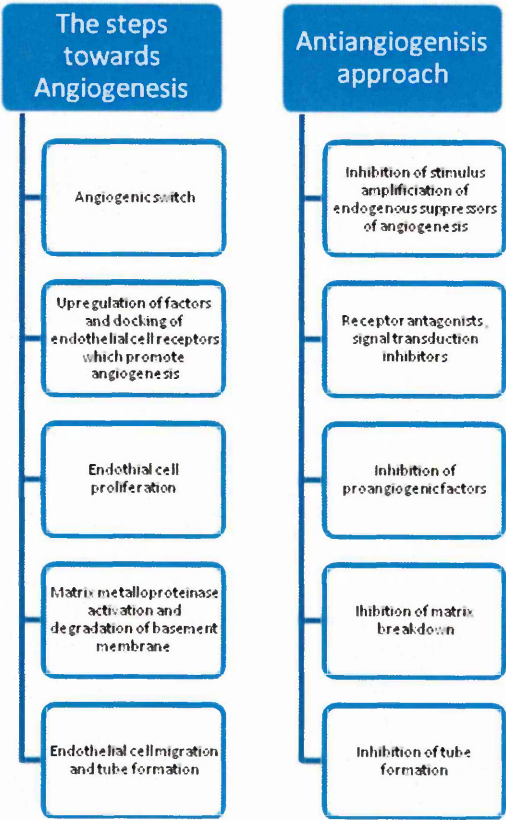 The steps
towards
Angiogenesis
Angiogenic switch
Upregulation of factors
and docking of
endothelial cell receptors
which promote
angiogenesis
Endothial cell
proliferation
Matrix metalloproteinase
activation and
degradation of basement
membrane
Endothelial cell migration
and tube formation
Antiangiogenisis
approach
Inhibition of stimulus
amplificiation of
endogenous suppressors
of angiogenesis
Receptor antagonists,
signal transduction
inhibitors
Inhibition of
proangiogenic factors
Ihibition of matrix
breakdown
Inhibition of tube
formation